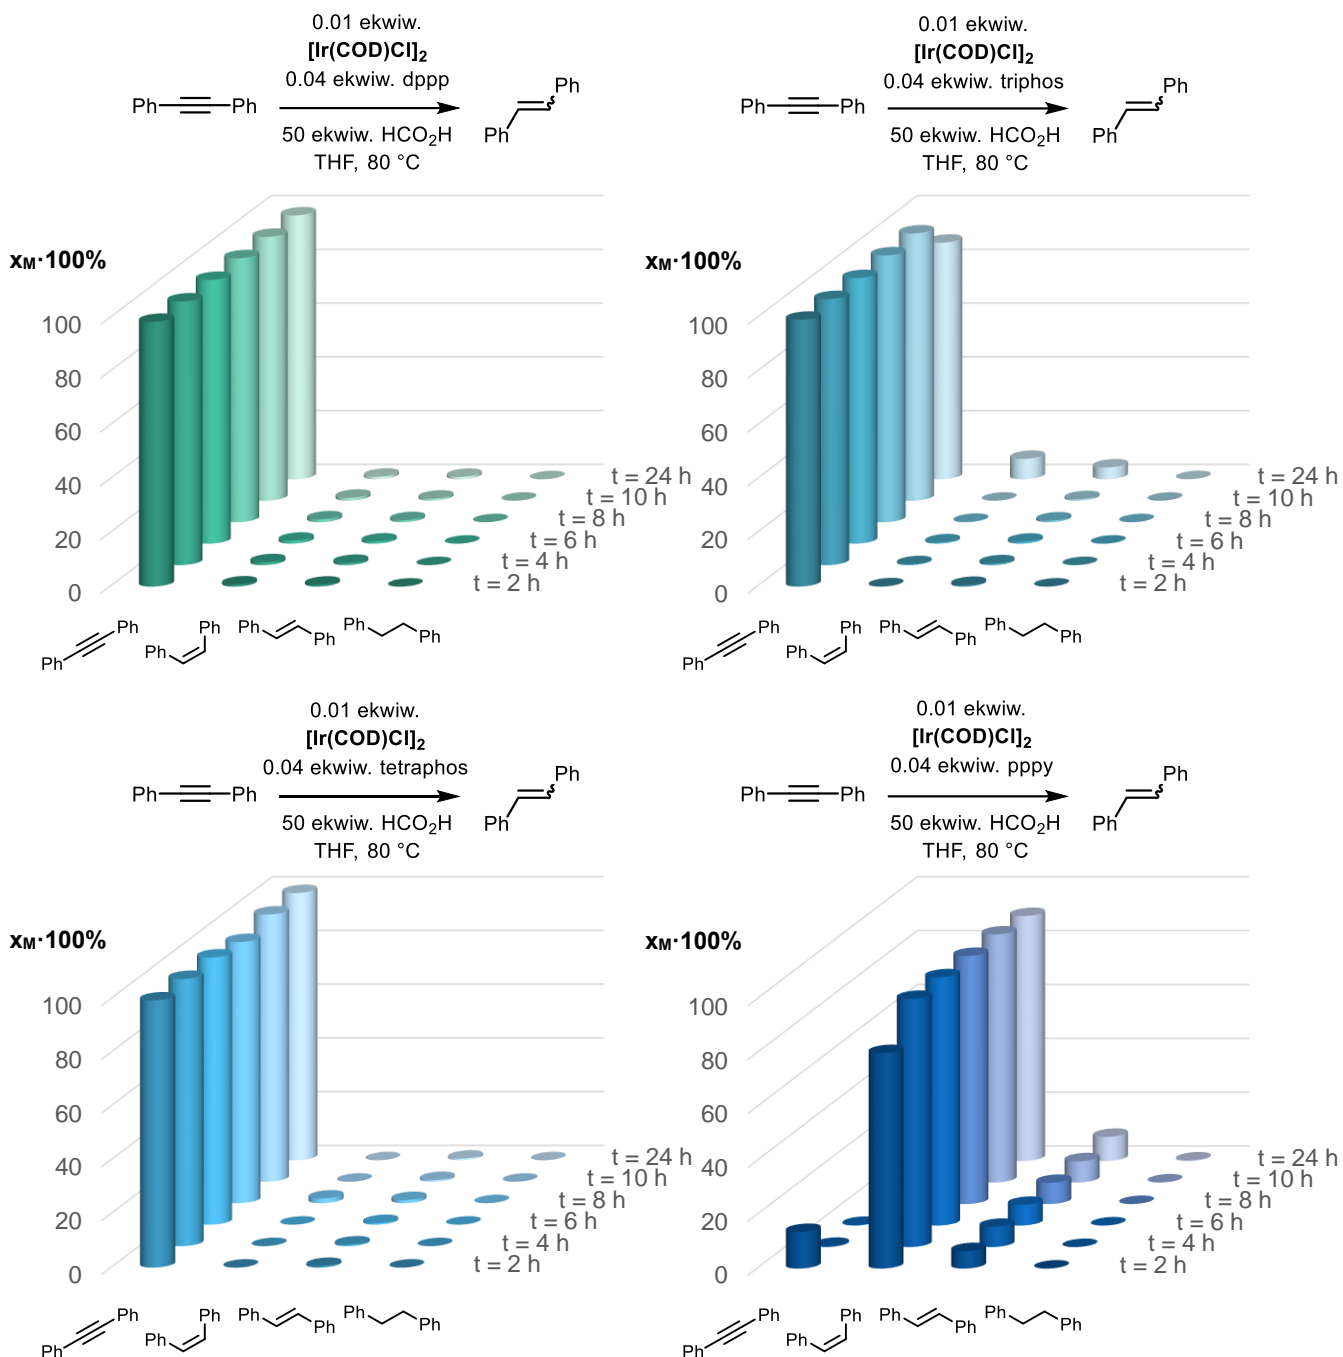 0.01 ekwiw.
[Ir(COD)Cl]₂
0.04 ekwiw. dppp
Ph Ph
Ph
Ph
50 ekwiw. HCO₂H
THF, 80 °C
xM·100%
100
80
60
40
20
0
t = 24 h
t = 10 h
t = 8 h
t = 6 h
t = 4 h
t = 2 h
Ph Ph Ph Ph
Ph Ph Ph Ph
0.01 ekwiw.
[Ir(COD)Cl]₂
0.04 ekwiw. triphos
Ph Ph
Ph
Ph
50 ekwiw. HCO₂H
THF, 80 °C
xM·100%
100
80
60
40
20
0
t = 24 h
t = 10 h
t = 8 h
t = 6 h
t = 4 h
t = 2 h
Ph Ph Ph Ph
Ph Ph Ph Ph
0.01 ekwiw.
[Ir(COD)Cl]₂
0.04 ekwiw. tetraphos
Ph Ph
Ph
Ph
50 ekwiw. HCO₂H
THF, 80 °C
xM·100%
100
80
60
40
20
0
t = 24 h
t = 10 h
t = 8 h
t = 6 h
t = 4 h
t = 2 h
Ph Ph Ph Ph
Ph Ph Ph Ph
0.01 ekwiw.
[Ir(COD)Cl]₂
0.04 ekwiw. pppy
Ph Ph
Ph
Ph
50 ekwiw. HCO₂H
THF, 80 °C
xM·100%
100
80
60
40
20
0
t = 24 h
t = 10 h
t = 8 h
t = 6 h
t = 4 h
t = 2 h
Ph Ph Ph Ph
Ph Ph Ph Ph